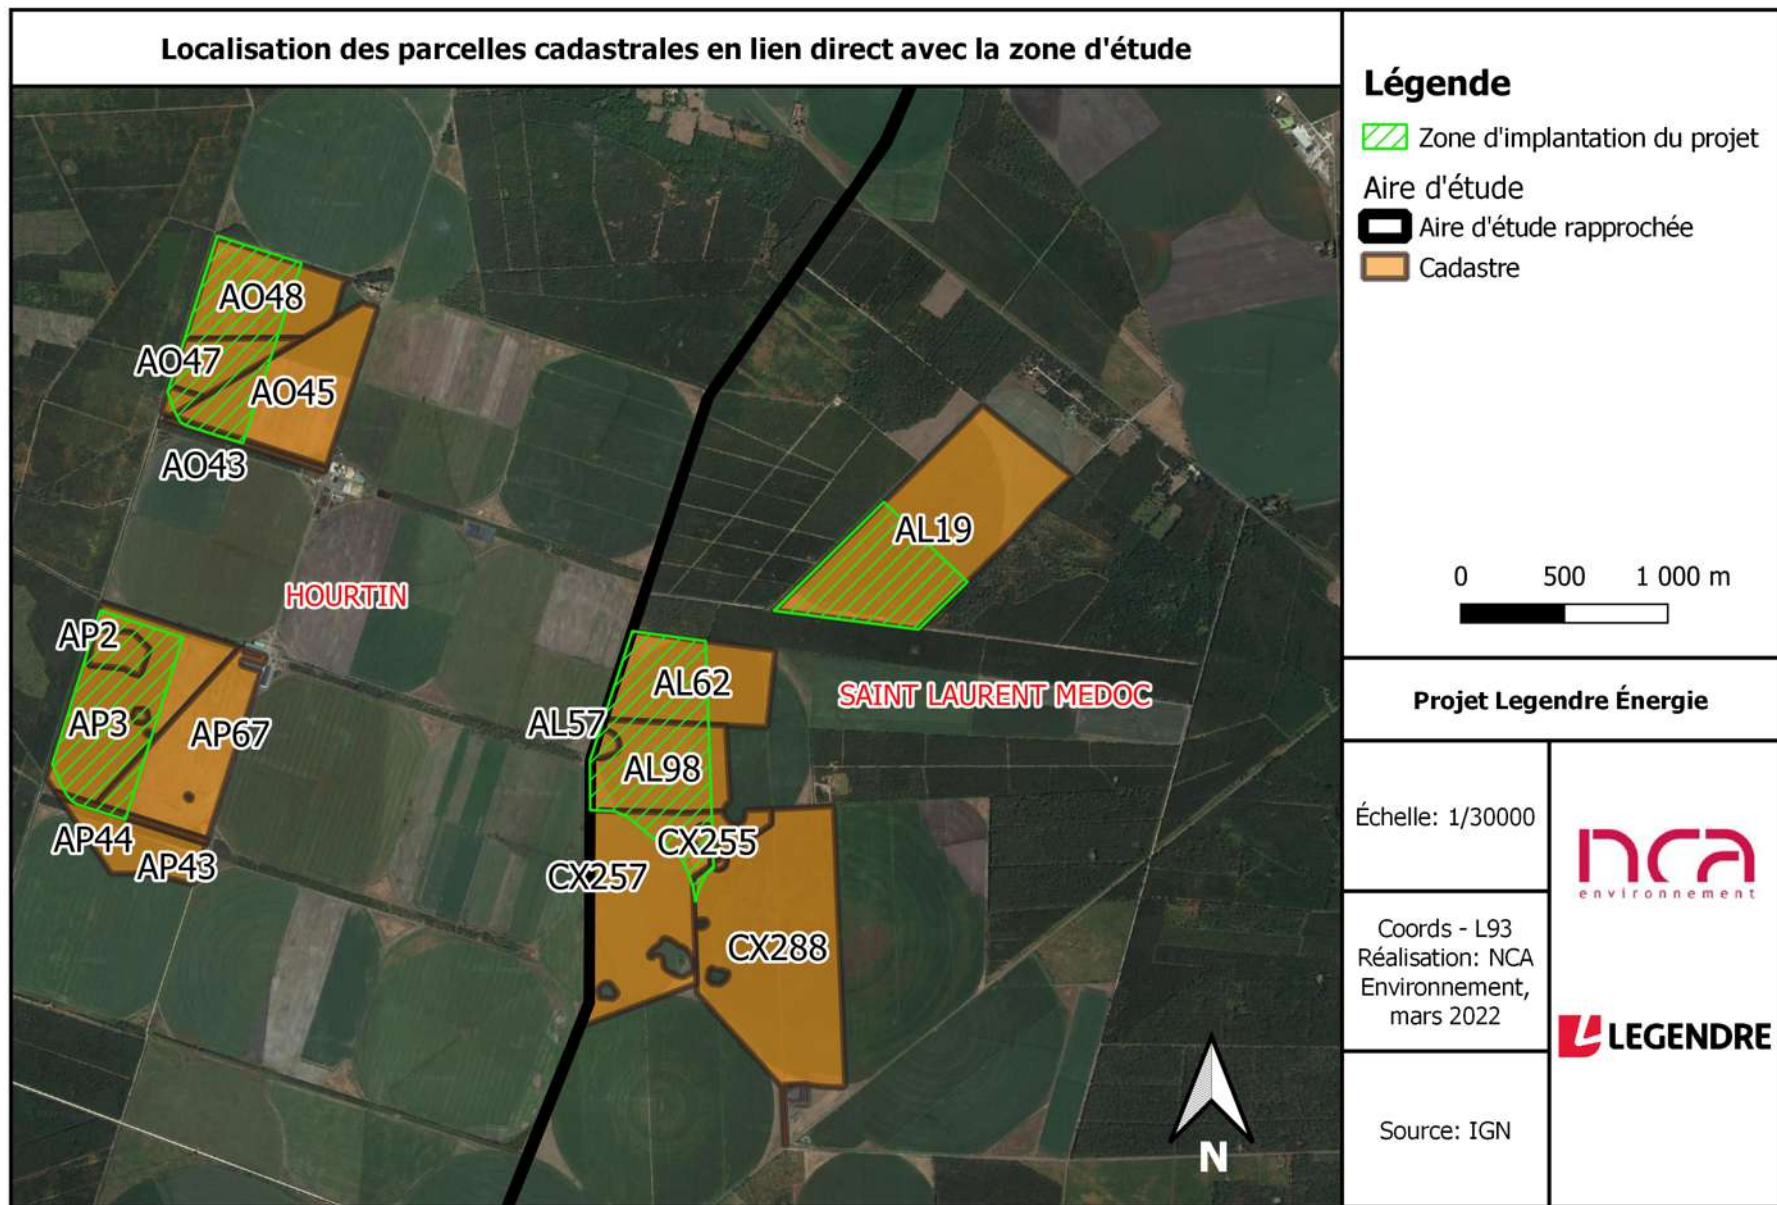 Localisation des parcelles cadastrales en lien direct avec la zone d'étude
AO48
AO47
AO45
AO43
AL19
HOURTIN
AP2
AP3
AP67
AP44
AP43
AL62
SAINT LAURENT MEDOC
AL57
AL98
CX255
CX257
CX288
N
Légende
Zone d'implantation du projet
Aire d'étude
Aire d'étude rapprochée
Cadastre
0 500 1 000 m
Projet Legendre Énergie
Échelle: 1/30000
Coords - L93
Réalisation: NCA
Environnement,
mars 2022
Source: IGN
nca
environnement
LEGENDRE